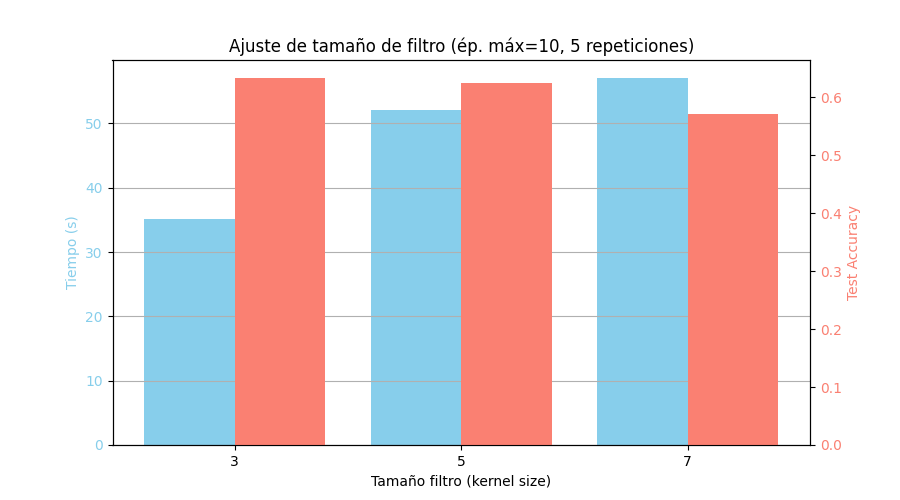 Ajuste de tamaño de filtro (ép. máx=10, 5 repeticiones)
Tiempo (s)
50
40
30
20
10
0
0.6
0.5
0.4
0.3
0.2
0.1
0.0
Test Accuracy
3 5 7
Tamaño filtro (kernel size)